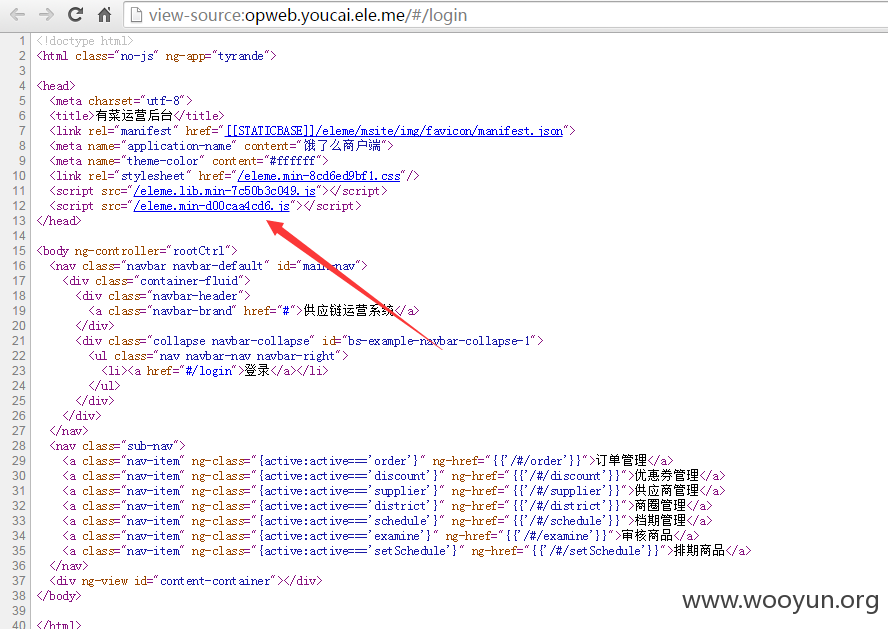 view-source:opweb.youcai.ele.me/#/login
1 <!doctype html>
2 <html class="no-js" ng-app="tyrande">
3
4 <head>
5 <meta charset="utf-8">
6 <title>有菜运营后台</title>
7 <link rel="manifest" href="[[STATICBASE]]/eleme/msite/img/favicon/manifest.json">
8 <meta name="application-name" content="饿了么商户端">
9 <meta name="theme-color" content="#ffffff">
10 <link rel="stylesheet" href="/eleme.min-8cd6ed9bf1.css"/>
11 <script src="/eleme.lib.min-7c50b3c049.js"></script>
12 <script src="/eleme.min-d00caa4cd6.js"></script>
13 </head>
14
15 <body ng-controller="rootCtrl">
16 <nav class="navbar navbar-default" id="main-nav">
17 <div class="container-fluid">
18 <div class="navbar-header">
19 <a class="navbar-brand" href="#">供应链运营系统</a>
20 </div>
21 <div class="collapse navbar-collapse" id="bs-example-navbar-collapse-1">
22 <ul class="nav navbar-nav navbar-right">
23 <li><a href="#/login">登录</a></li>
24 </ul>
25 </div>
26 </div>
27 </nav>
28 <nav class="sub-nav">
29 <a class="nav-item" ng-class="{active:active==='order'}" ng-href="{{'/#/order'}}">订单管理</a>
30 <a class="nav-item" ng-class="{active:active==='discount'}" ng-href="{{'/#/discount'}}">优惠券管理</a>
31 <a class="nav-item" ng-class="{active:active==='supplier'}" ng-href="{{'/#/supplier'}}">供应商管理</a>
32 <a class="nav-item" ng-class="{active:active==='district'}" ng-href="{{'/#/district'}}">商圈管理</a>
33 <a class="nav-item" ng-class="{active:active==='schedule'}" ng-href="{{'/#/schedule'}}">档期管理</a>
34 <a class="nav-item" ng-class="{active:active==='examine'}" ng-href="{{'/#/examine'}}">审核商品</a>
35 <a class="nav-item" ng-class="{active:active==='setSchedule'}" ng-href="{{'/#/setSchedule'}}">排期商品</a>
36 </nav>
37 <div ng-view id="content-container"></div>
38 </body>
39
40 </html>
www.wooyun.org